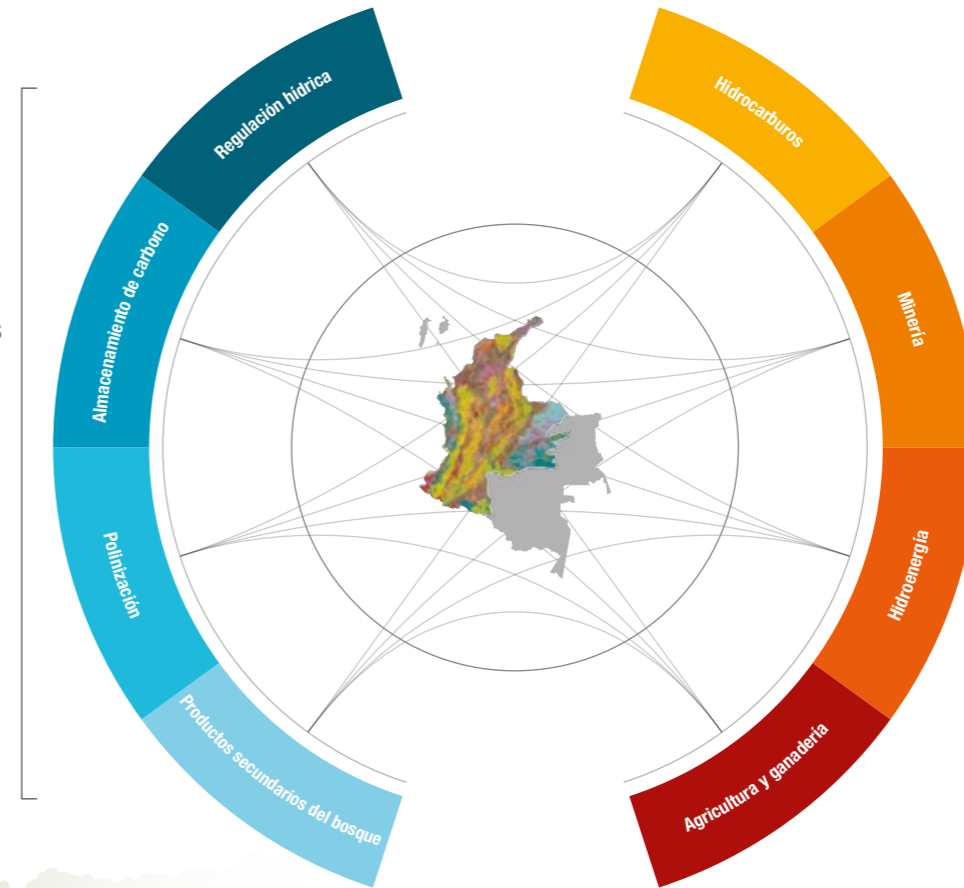 Regulación hídrica
Almacenamiento de carbono
Polinización
Productos secundarios del bosque
Hidrocarburos
Minería
Hidroenergía
Agricultura y ganadería